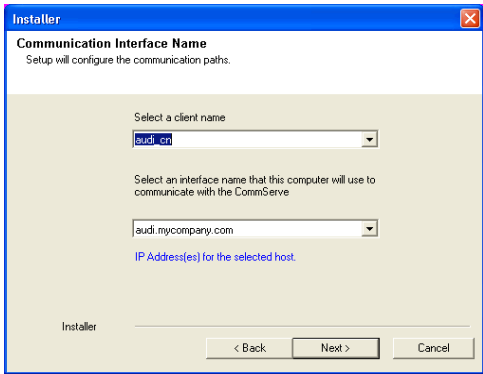 Installer
Communication Interface Name
Setup will configure the communication paths.
Select a client name
audi_cn
Select an interface name that this computer will use to
communicate with the CommServe
audi.mycompany.com
IP Address(es) for the selected host.
Installer
< Back
Next >
Cancel